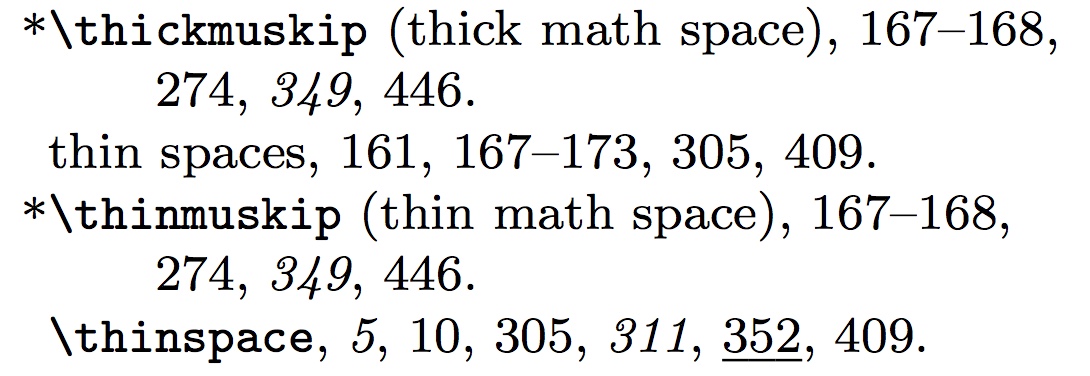 *\thickmuskip (thick math space), 167–168,
274, 349, 446.
thin spaces, 161, 167–173, 305, 409.
*\thinmuskip (thin math space), 167–168,
274, 349, 446.
\thinspace, 5, 10, 305, 311, 352, 409.